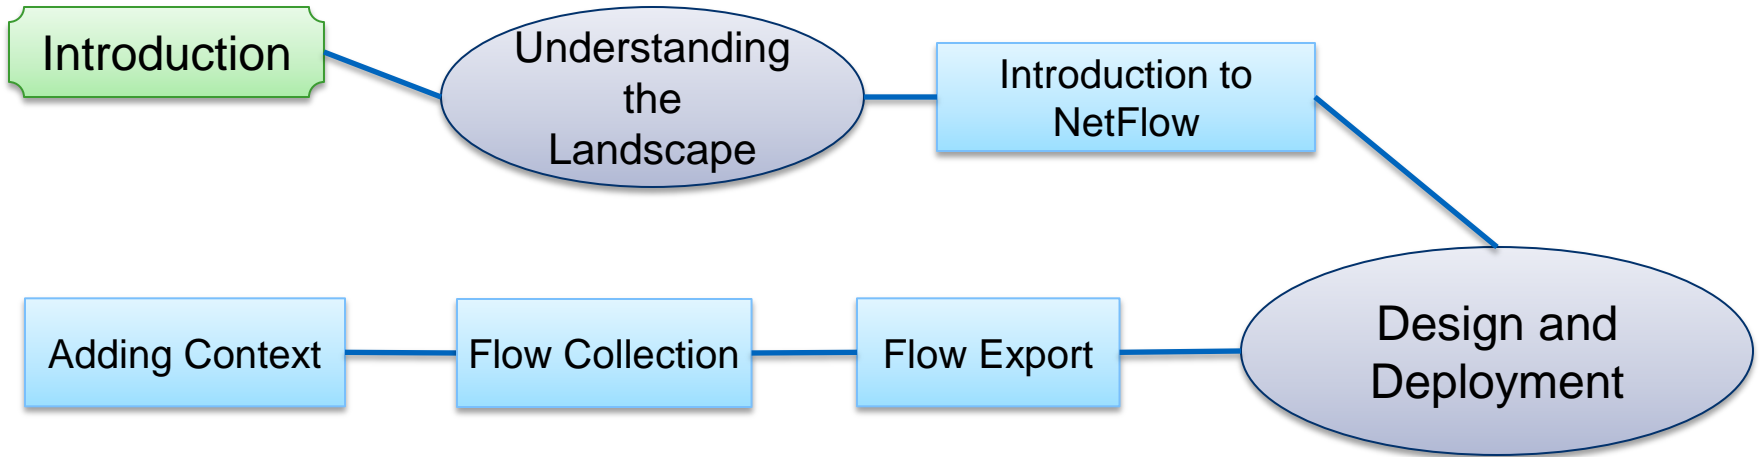 Introduction
Understanding
the
Landscape
Introduction to
NetFlow
Design and
Deployment
Flow Export
Flow Collection
Adding Context